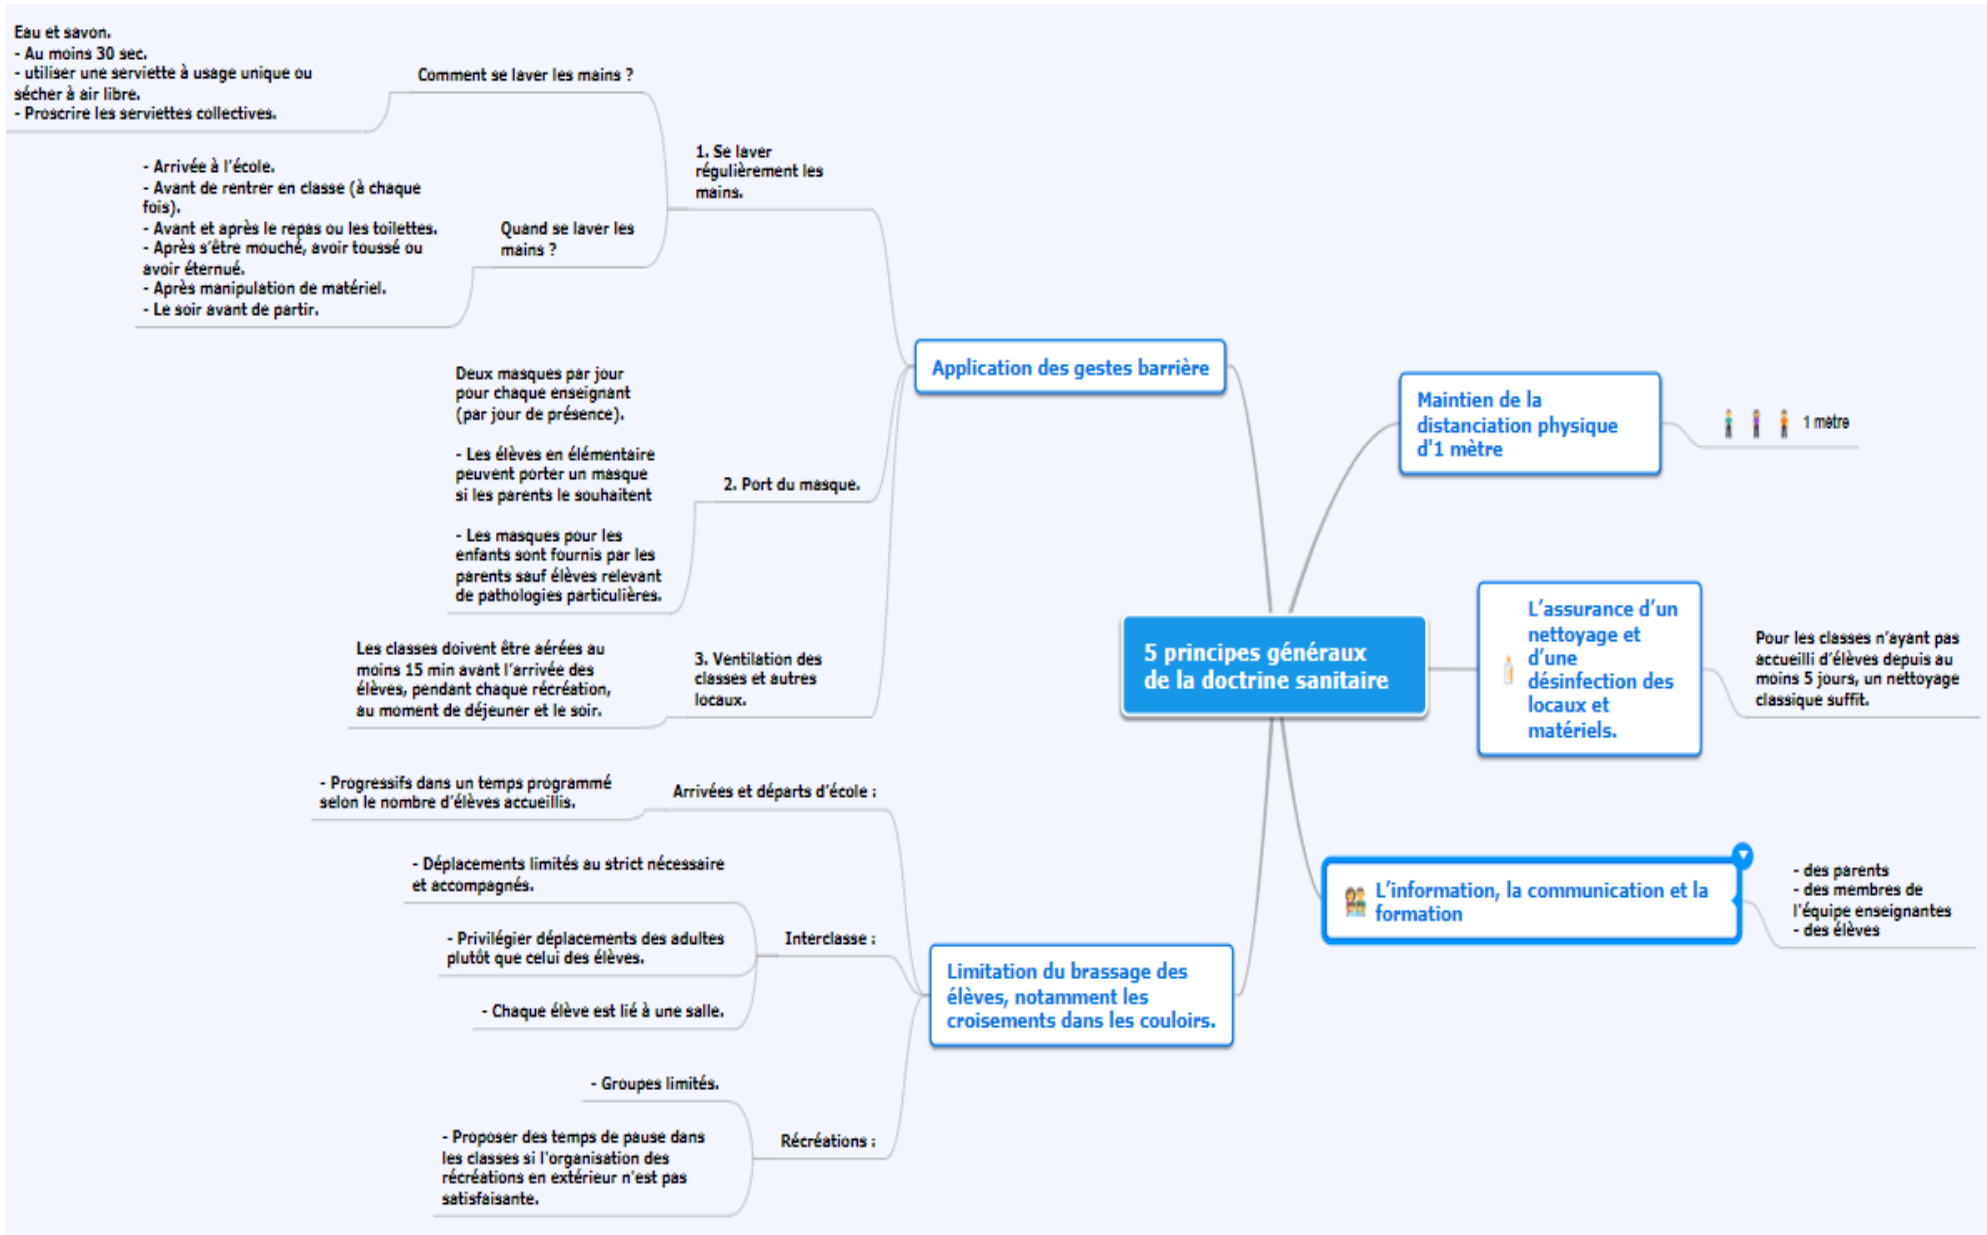 5 principes généraux
de la doctrine sanitaire
Application des gestes barrière
1. Se laver
régulièrement les
mains.
Comment se laver les mains ?
Eau et savon.
- Au moins 30 sec.
- utiliser une serviette à usage unique ou
sécher à air libre.
- Proscrire les serviettes collectives.
Quand se laver les
mains ?
- Arrivée à l'école.
- Avant de rentrer en classe (à chaque
fois).
- Avant et après le repas ou les toilettes.
- Après s'être mouché, avoir toussé ou
avoir éternué.
- Après manipulation de matériel.
- Le soir avant de partir.
2. Port du masque.
Deux masques par jour
pour chaque enseignant
(par jour de présence).
- Les élèves en élémentaire
peuvent porter un masque
si les parents le souhaitent
- Les masques pour les
enfants sont fournis par les
parents sauf élèves relevant
de pathologies particulières.
3. Ventilation des
classes et autres
locaux.
Les classes doivent être aérées au
moins 15 min avant l'arrivée des
élèves, pendant chaque récréation,
au moment de déjeuner et le soir.
Limitation du brassage des
élèves, notamment les
croisements dans les couloirs.
Arrivées et départs d'école :
- Progressifs dans un temps programmé
selon le nombre d'élèves accueillis.
Interclasse :
- Déplacements limités au strict nécessaire
et accompagnés.
- Privilégier déplacements des adultes
plutôt que celui des élèves.
- Chaque élève est lié à une salle.
Récréations :
- Groupes limités.
- Proposer des temps de pause dans
les classes si l'organisation des
récréations en extérieur n'est pas
satisfaisante.
Maintien de la
distanciation physique
d'1 mètre
1 mètre
L'assurance d'un
nettoyage et
d'une
désinfection des
locaux et
matériels.
Pour les classes n'ayant pas
accueilli d'élèves depuis au
moins 5 jours, un nettoyage
classique suffit.
L'information, la communication et la
formation
- des parents
- des membres de
l'équipe enseignantes
- des élèves